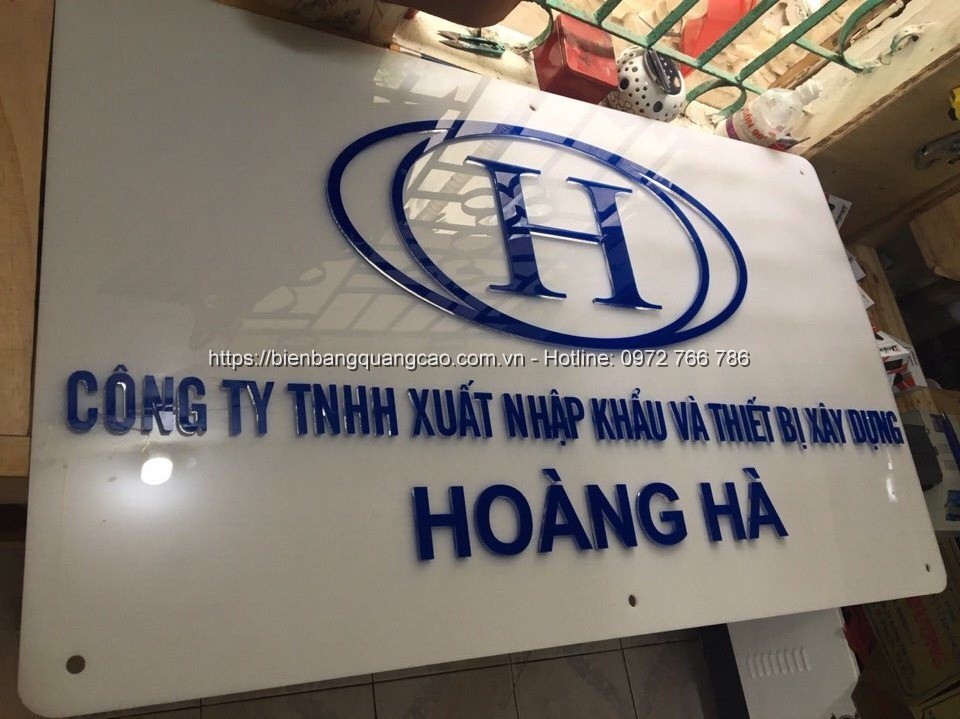 H
https://bienbangquangcao.com.vn - Hotline: 0972 766 786
CÔNG TY TNHH XUẤT NHẬP KHẨU VÀ THIẾT BỊ XÂY DỰNG
HOÀNG HÀ